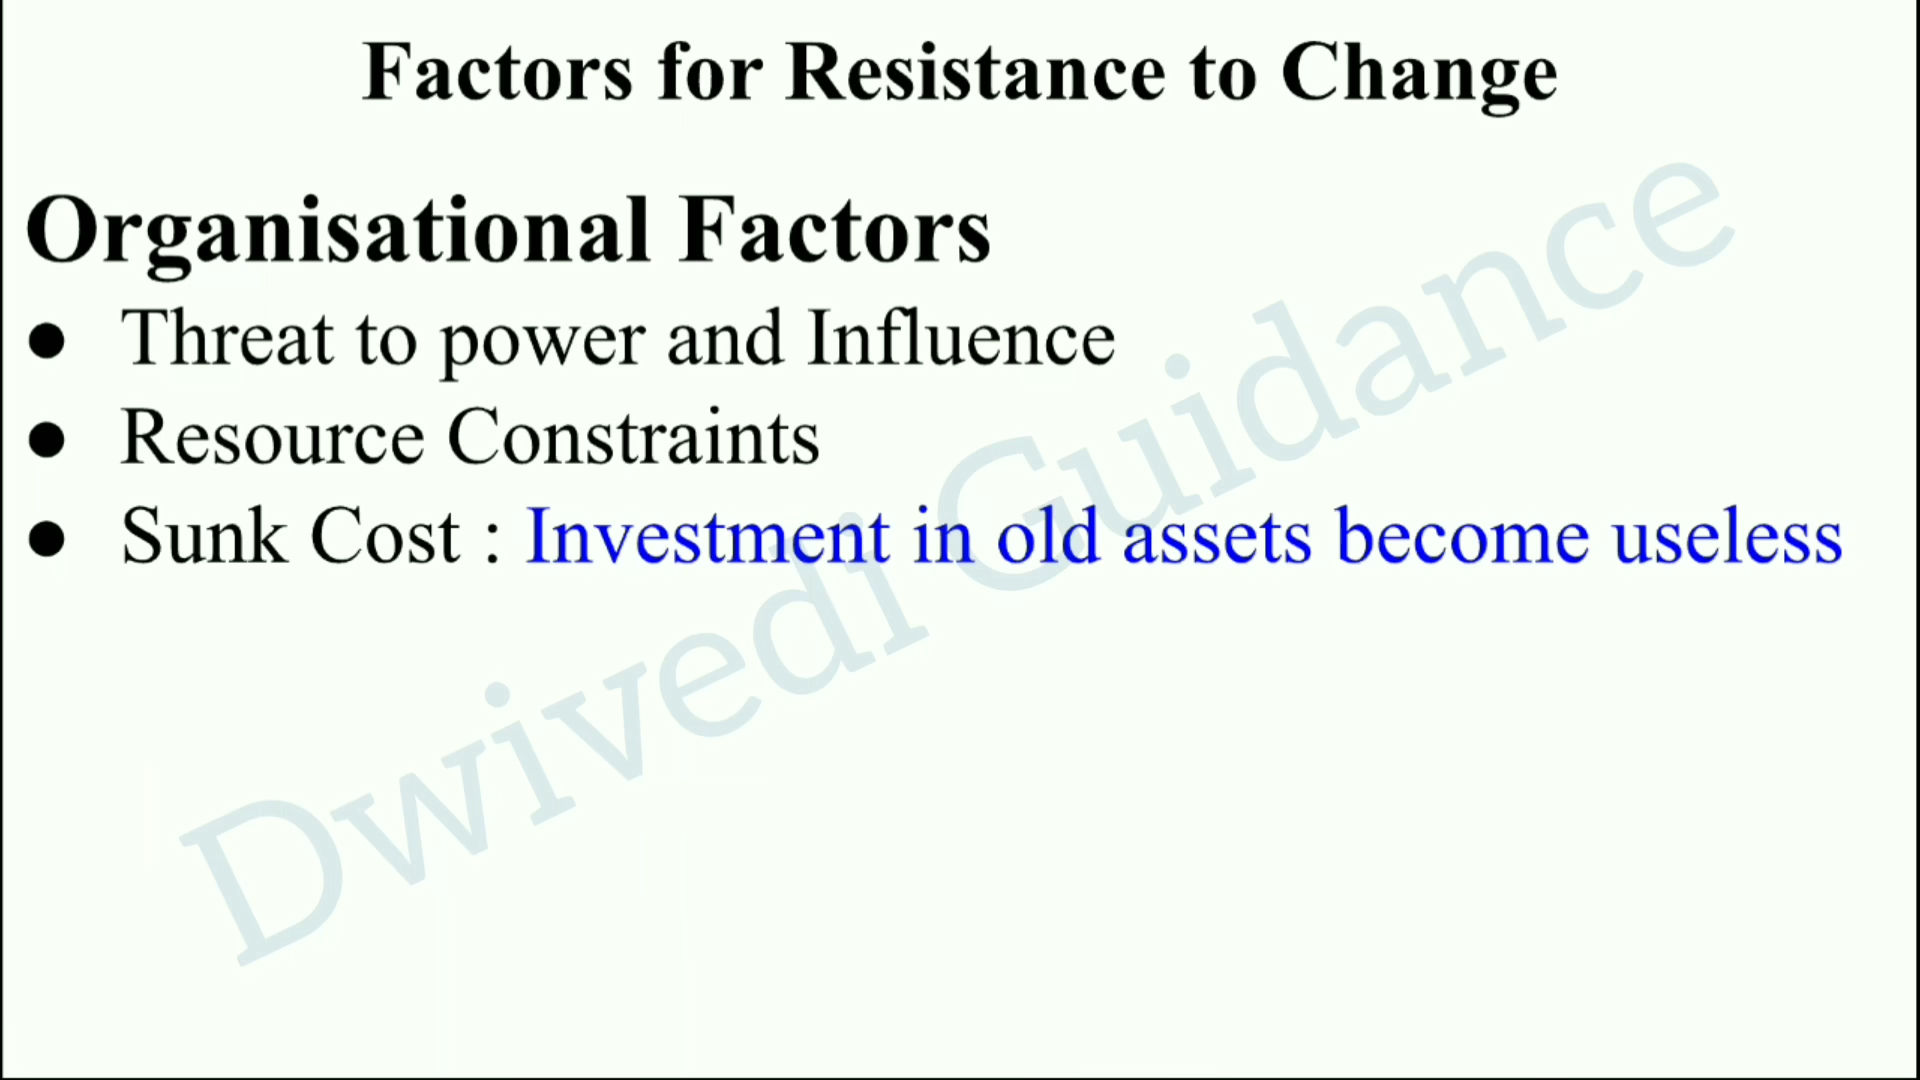 Factors for Resistance to Change
Organisational Factors
● Threat to power and Influence
● Resource Constraints
● Sunk Cost : Investment in old assets become useless
Dwivedi Guidance